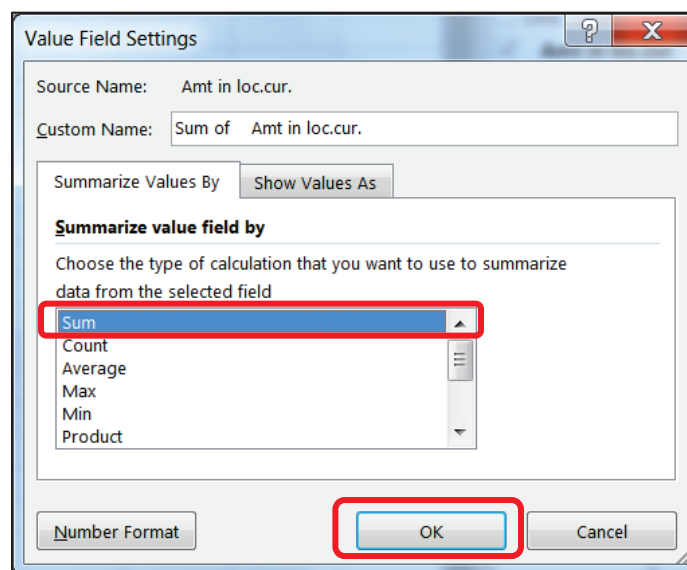 Value Field Settings
Source Name: Amt in loc.cur.
Custom Name: Sum of Amt in loc.cur.
Summarize Values By Show Values As
Summarize value field by
Choose the type of calculation that you want to use to summarize
data from the selected field
Sum
Count
Average
Max
Min
Product
Number Format OK Cancel